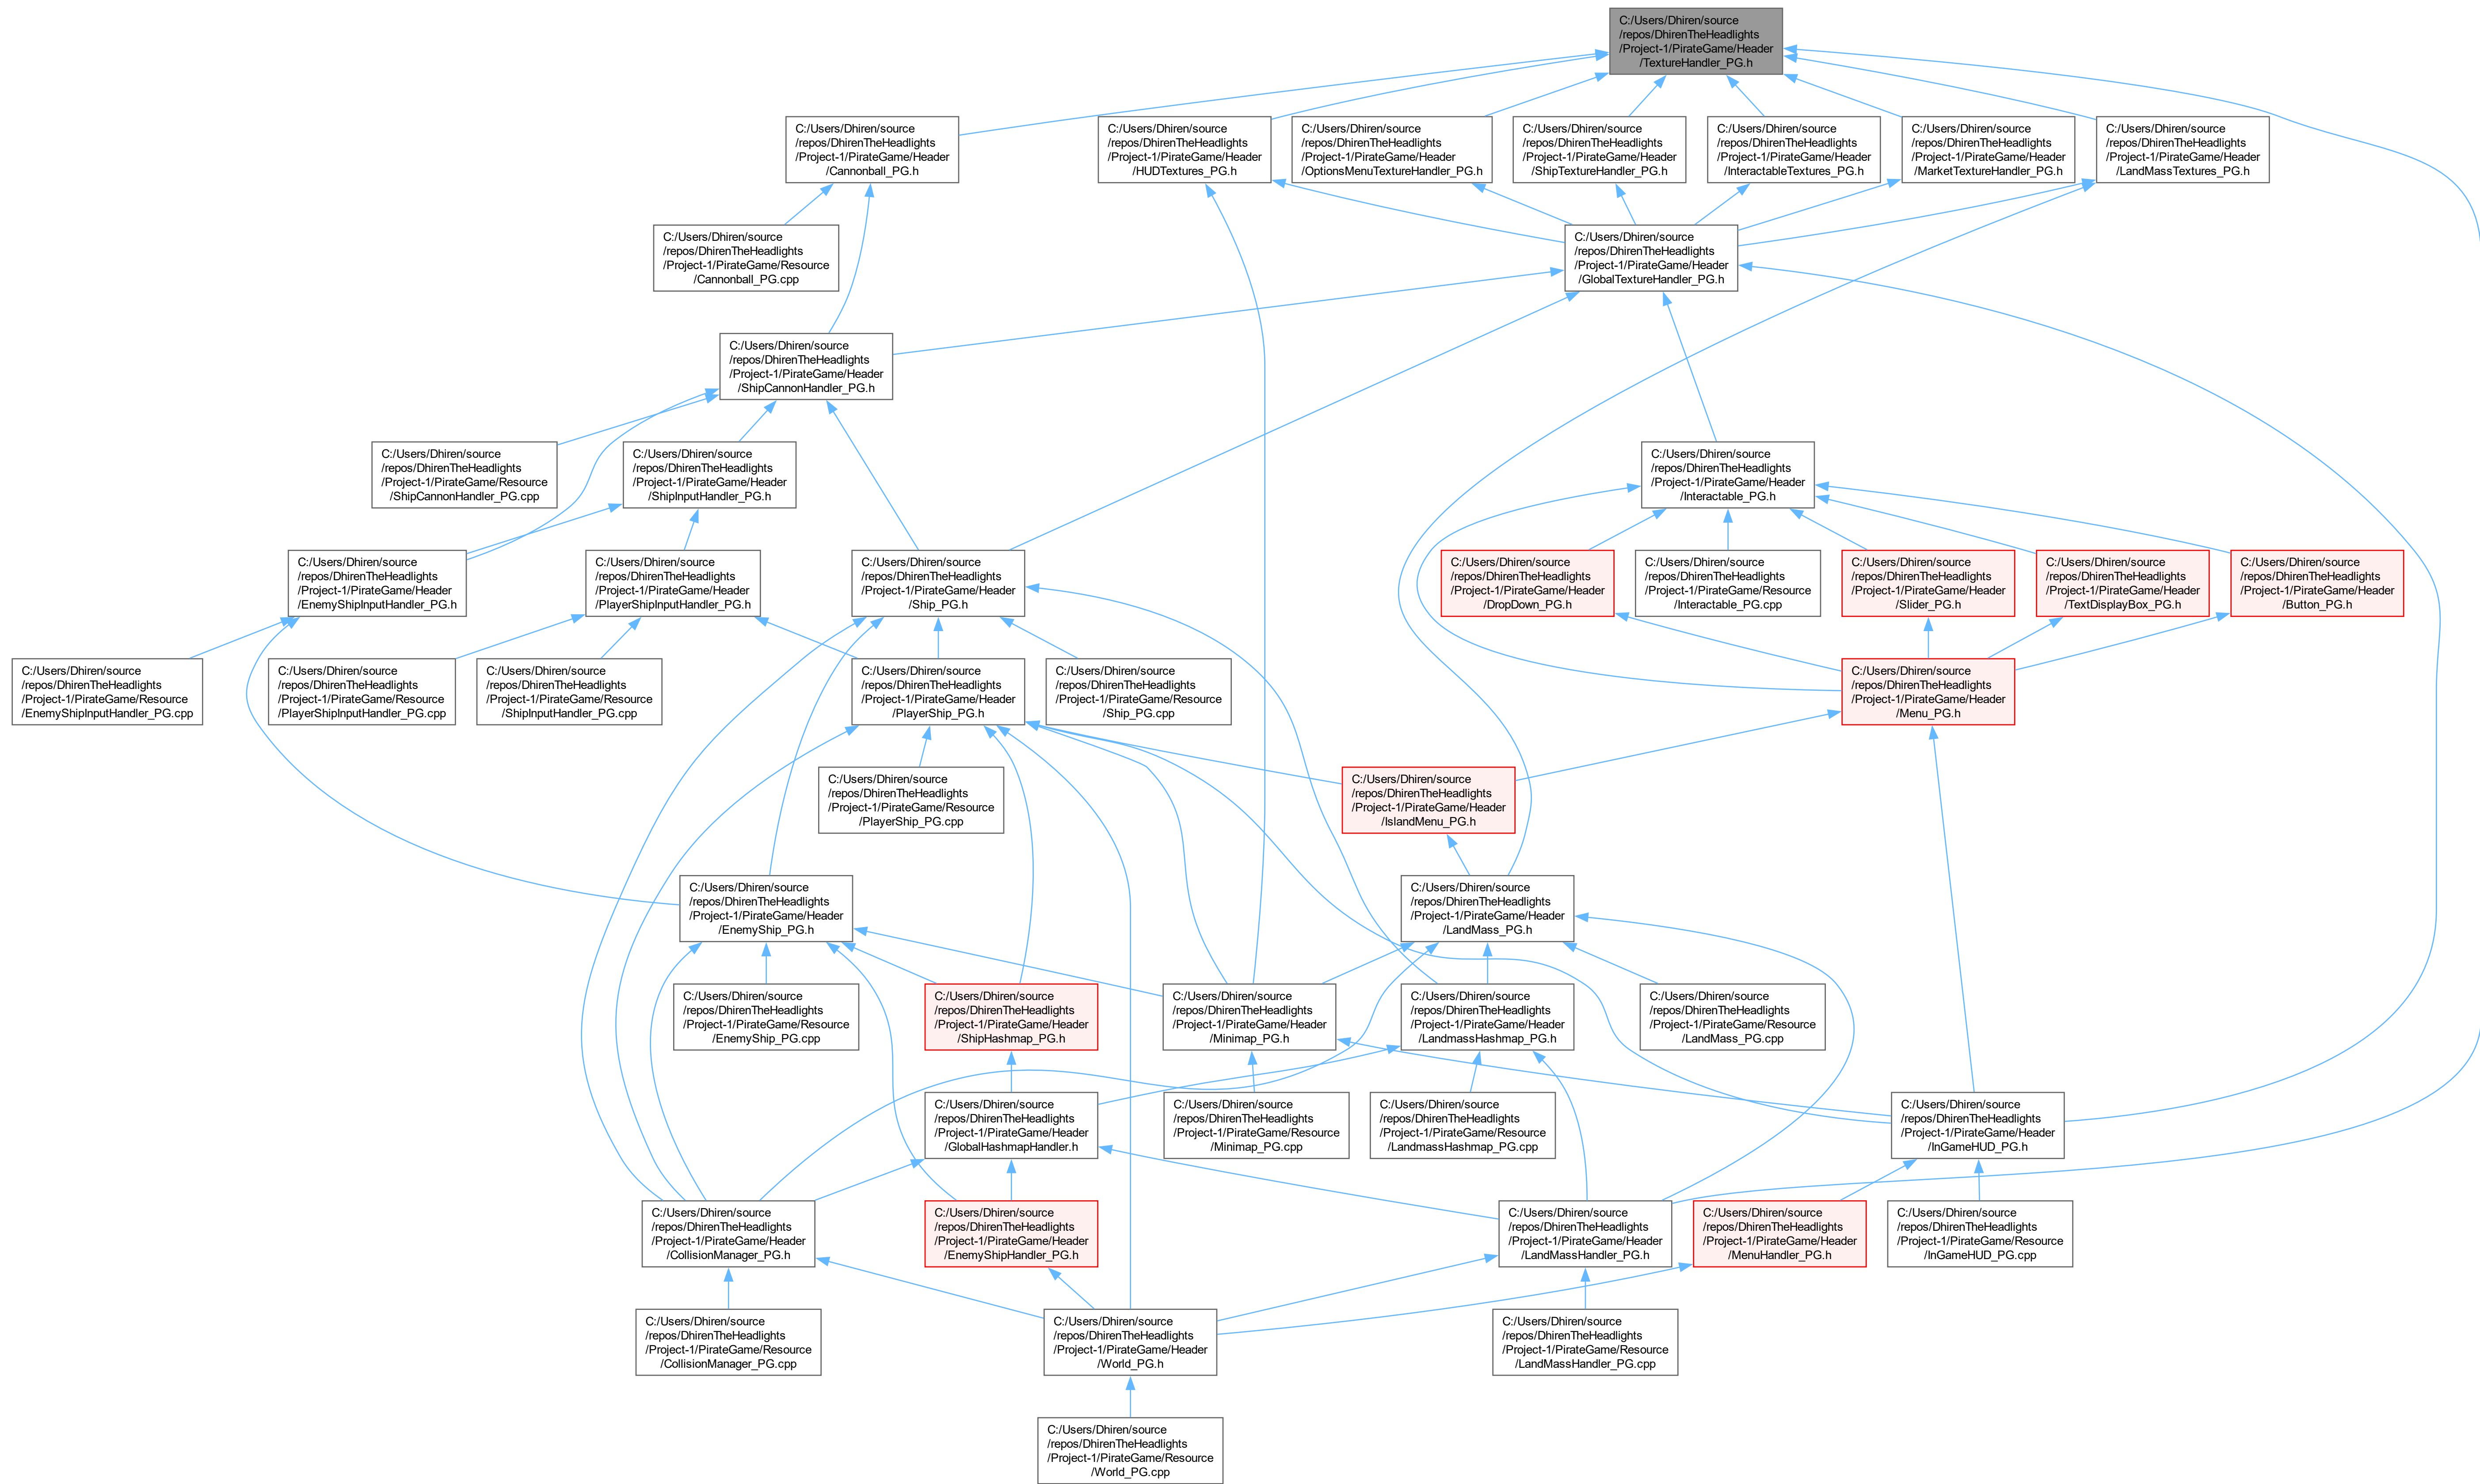 C:/Users/Dhiren/source
/repos/DhirenTheHeadlights
/Project-1/PirateGame/Header
/TextureHandler_PG.h
C:/Users/Dhiren/source
/repos/DhirenTheHeadlights
/Project-1/PirateGame/Header
/Cannonball_PG.h
C:/Users/Dhiren/source
/repos/DhirenTheHeadlights
/Project-1/PirateGame/Header
/HUDTextures_PG.h
C:/Users/Dhiren/source
/repos/DhirenTheHeadlights
/Project-1/PirateGame/Header
/OptionsMenuTextureHandler_PG.h
C:/Users/Dhiren/source
/repos/DhirenTheHeadlights
/Project-1/PirateGame/Header
/ShipTextureHandler_PG.h
C:/Users/Dhiren/source
/repos/DhirenTheHeadlights
/Project-1/PirateGame/Header
/InteractableTextures_PG.h
C:/Users/Dhiren/source
/repos/DhirenTheHeadlights
/Project-1/PirateGame/Header
/MarketTextureHandler_PG.h
C:/Users/Dhiren/source
/repos/DhirenTheHeadlights
/Project-1/PirateGame/Header
/LandMassTextures_PG.h
C:/Users/Dhiren/source
/repos/DhirenTheHeadlights
/Project-1/PirateGame/Resource
/Cannonball_PG.cpp
C:/Users/Dhiren/source
/repos/DhirenTheHeadlights
/Project-1/PirateGame/Header
/GlobalTextureHandler_PG.h
C:/Users/Dhiren/source
/repos/DhirenTheHeadlights
/Project-1/PirateGame/Header
/ShipCannonHandler_PG.h
C:/Users/Dhiren/source
/repos/DhirenTheHeadlights
/Project-1/PirateGame/Resource
/ShipCannonHandler_PG.cpp
C:/Users/Dhiren/source
/repos/DhirenTheHeadlights
/Project-1/PirateGame/Header
/ShipInputHandler_PG.h
C:/Users/Dhiren/source
/repos/DhirenTheHeadlights
/Project-1/PirateGame/Header
/Interactable_PG.h
C:/Users/Dhiren/source
/repos/DhirenTheHeadlights
/Project-1/PirateGame/Header
/EnemyShipInputHandler_PG.h
C:/Users/Dhiren/source
/repos/DhirenTheHeadlights
/Project-1/PirateGame/Header
/PlayerShipInputHandler_PG.h
C:/Users/Dhiren/source
/repos/DhirenTheHeadlights
/Project-1/PirateGame/Header
/Ship_PG.h
C:/Users/Dhiren/source
/repos/DhirenTheHeadlights
/Project-1/PirateGame/Header
/DropDown_PG.h
C:/Users/Dhiren/source
/repos/DhirenTheHeadlights
/Project-1/PirateGame/Resource
/Interactable_PG.cpp
C:/Users/Dhiren/source
/repos/DhirenTheHeadlights
/Project-1/PirateGame/Header
/Slider_PG.h
C:/Users/Dhiren/source
/repos/DhirenTheHeadlights
/Project-1/PirateGame/Header
/TextDisplayBox_PG.h
C:/Users/Dhiren/source
/repos/DhirenTheHeadlights
/Project-1/PirateGame/Header
/Button_PG.h
C:/Users/Dhiren/source
/repos/DhirenTheHeadlights
/Project-1/PirateGame/Resource
/EnemyShipInputHandler_PG.cpp
C:/Users/Dhiren/source
/repos/DhirenTheHeadlights
/Project-1/PirateGame/Resource
/PlayerShipInputHandler_PG.cpp
C:/Users/Dhiren/source
/repos/DhirenTheHeadlights
/Project-1/PirateGame/Resource
/ShipInputHandler_PG.cpp
C:/Users/Dhiren/source
/repos/DhirenTheHeadlights
/Project-1/PirateGame/Header
/PlayerShip_PG.h
C:/Users/Dhiren/source
/repos/DhirenTheHeadlights
/Project-1/PirateGame/Resource
/Ship_PG.cpp
C:/Users/Dhiren/source
/repos/DhirenTheHeadlights
/Project-1/PirateGame/Header
/Menu_PG.h
C:/Users/Dhiren/source
/repos/DhirenTheHeadlights
/Project-1/PirateGame/Resource
/PlayerShip_PG.cpp
C:/Users/Dhiren/source
/repos/DhirenTheHeadlights
/Project-1/PirateGame/Header
/IslandMenu_PG.h
C:/Users/Dhiren/source
/repos/DhirenTheHeadlights
/Project-1/PirateGame/Header
/EnemyShip_PG.h
C:/Users/Dhiren/source
/repos/DhirenTheHeadlights
/Project-1/PirateGame/Header
/LandMass_PG.h
C:/Users/Dhiren/source
/repos/DhirenTheHeadlights
/Project-1/PirateGame/Resource
/EnemyShip_PG.cpp
C:/Users/Dhiren/source
/repos/DhirenTheHeadlights
/Project-1/PirateGame/Header
/ShipHashmap_PG.h
C:/Users/Dhiren/source
/repos/DhirenTheHeadlights
/Project-1/PirateGame/Header
/Minimap_PG.h
C:/Users/Dhiren/source
/repos/DhirenTheHeadlights
/Project-1/PirateGame/Header
/LandmassHashmap_PG.h
C:/Users/Dhiren/source
/repos/DhirenTheHeadlights
/Project-1/PirateGame/Resource
/LandMass_PG.cpp
C:/Users/Dhiren/source
/repos/DhirenTheHeadlights
/Project-1/PirateGame/Header
/GlobalHashmapHandler.h
C:/Users/Dhiren/source
/repos/DhirenTheHeadlights
/Project-1/PirateGame/Resource
/Minimap_PG.cpp
C:/Users/Dhiren/source
/repos/DhirenTheHeadlights
/Project-1/PirateGame/Resource
/LandmassHashmap_PG.cpp
C:/Users/Dhiren/source
/repos/DhirenTheHeadlights
/Project-1/PirateGame/Header
/InGameHUD_PG.h
C:/Users/Dhiren/source
/repos/DhirenTheHeadlights
/Project-1/PirateGame/Header
/CollisionManager_PG.h
C:/Users/Dhiren/source
/repos/DhirenTheHeadlights
/Project-1/PirateGame/Header
/EnemyShipHandler_PG.h
C:/Users/Dhiren/source
/repos/DhirenTheHeadlights
/Project-1/PirateGame/Header
/LandMassHandler_PG.h
C:/Users/Dhiren/source
/repos/DhirenTheHeadlights
/Project-1/PirateGame/Header
/MenuHandler_PG.h
C:/Users/Dhiren/source
/repos/DhirenTheHeadlights
/Project-1/PirateGame/Resource
/InGameHUD_PG.cpp
C:/Users/Dhiren/source
/repos/DhirenTheHeadlights
/Project-1/PirateGame/Resource
/CollisionManager_PG.cpp
C:/Users/Dhiren/source
/repos/DhirenTheHeadlights
/Project-1/PirateGame/Header
/World_PG.h
C:/Users/Dhiren/source
/repos/DhirenTheHeadlights
/Project-1/PirateGame/Resource
/LandMassHandler_PG.cpp
C:/Users/Dhiren/source
/repos/DhirenTheHeadlights
/Project-1/PirateGame/Resource
/World_PG.cpp